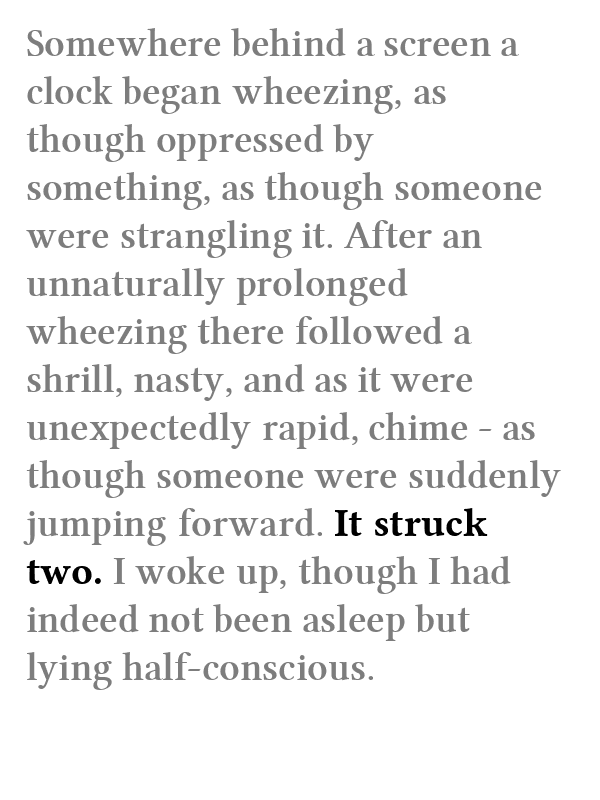 Somewhere behind a screen a
clock began wheezing, as
though oppressed by
something, as though someone
were strangling it. After an
unnaturally prolonged
wheezing there followed a
shrill, nasty, and as it were
unexpectedly rapid, chime - as
though someone were suddenly
jumping forward. It struck
two. I woke up, though I had
indeed not been asleep but
lying half-conscious.